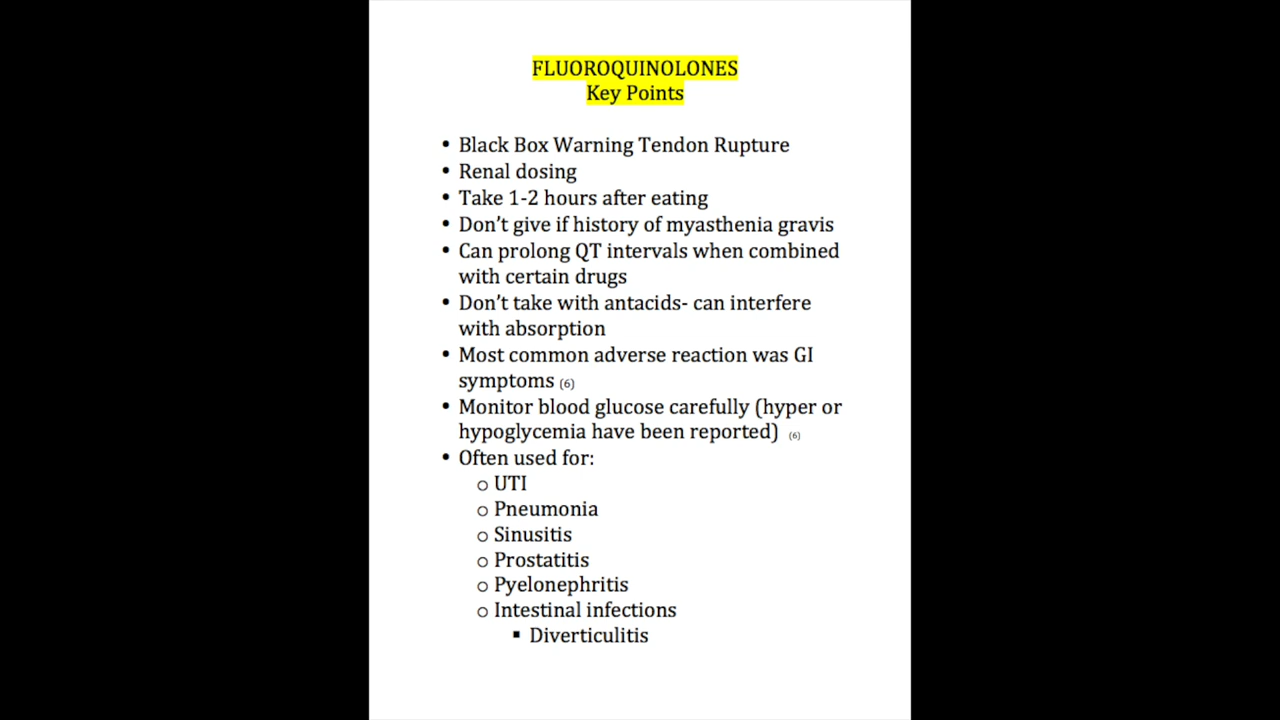 FLUOROQUINOLONES
Key Points
• Black Box Warning Tendon Rupture
• Renal dosing
• Take 1-2 hours after eating
• Don’t give if history of myasthenia gravis
• Can prolong QT intervals when combined
with certain drugs
• Don’t take with antacids- can interfere
with absorption
• Most common adverse reaction was GI
symptoms (6)
• Monitor blood glucose carefully (hyper or
hypoglycemia have been reported) (6)
• Often used for:
o UTI
o Pneumonia
o Sinusitis
o Prostatitis
o Pyelonephritis
o Intestinal infections
▪ Diverticulitis